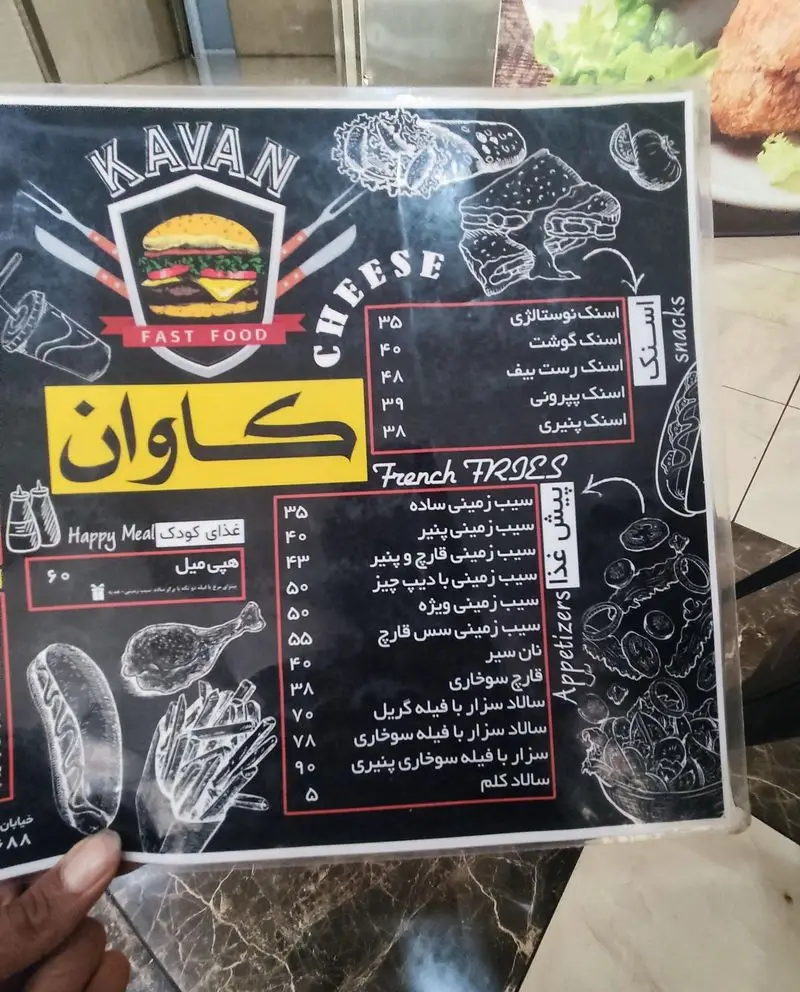 KAVAN
FAST FOOD
CHEESE
کاوان
اسنک
snacks
اسنک نوستالژی ۳۵
اسنک گوشت ۴۰
اسنک رست بیف ۴۸
اسنک پپرونی ۳۹
اسنک پنیری ۳۸
French FRIES
پیش غذا
Appetizers
سیب زمینی ساده ۳۵
سیب زمینی پنیر ۴۰
سیب زمینی قارچ و پنیر ۴۳
سیب زمینی با دیپ چیز ۵۰
سیب زمینی ویژه ۵۰
سیب زمینی سس قارچ ۵۵
نان سیر ۴۰
قارچ سوخاری ۳۸
سالاد سزار با فیله گریل ۷۰
سالاد سزار با فیله سوخاری ۷۸
سزار با فیله سوخاری پنیری ۹۰
سالاد کلم ۵
Happy Meal غذای کودک
هپی میل ۶۰
خیابان
۶۸۸